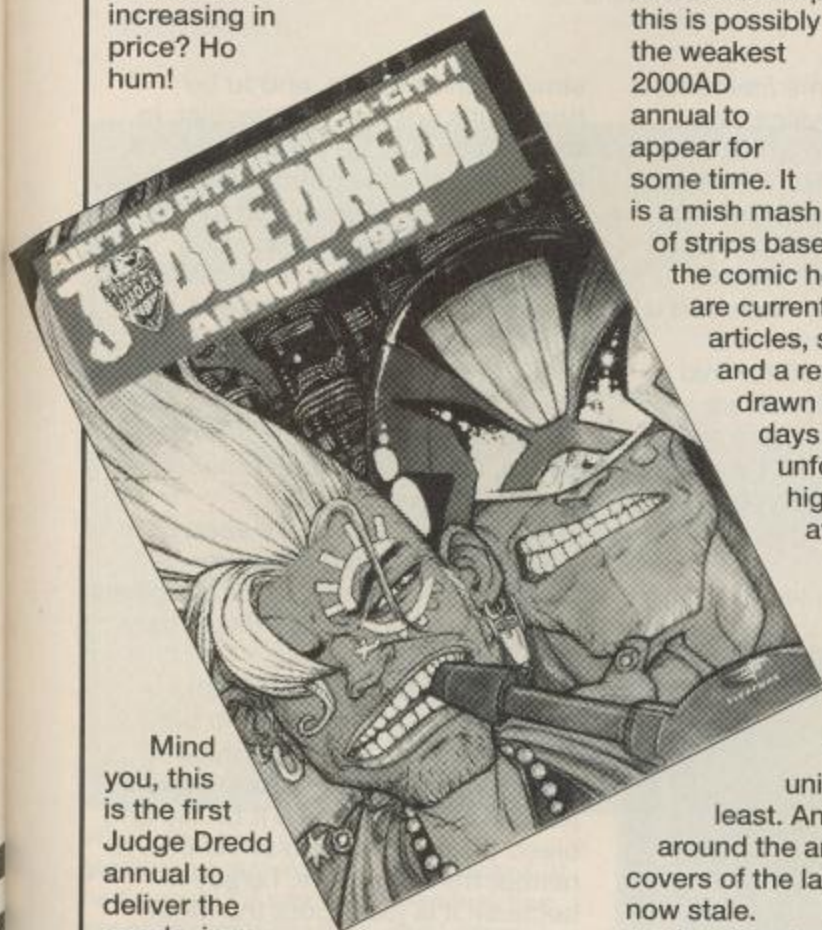 increasing in
price? Ho
hum!
AIN'T NO PITY IN MEGA-CITY!
JUDGE DREDD
ANNUAL 1991
JUDGE
Mind
you, this
is the first
Judge Dredd
annual to
deliver the
this is possibly
the weakest
2000AD
annual to
appear for
some time. It
is a mish mash
of strips base
the comic h
are current
articles, s
and a re
drawn
days
unfo
hig
a
uni
least. An
around the a
covers of the la
now stale.